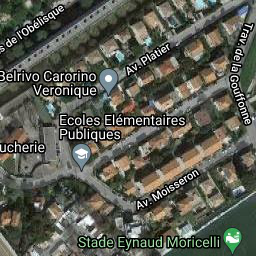 s de l'Obélisque
Trav. de la Gouffonne
Av. Platier
Belrivo Carorino
Veronique
Ecoles Elémentaires
Publiques
ucherie
Av. Moisseron
Stade Eynaud Moricelli